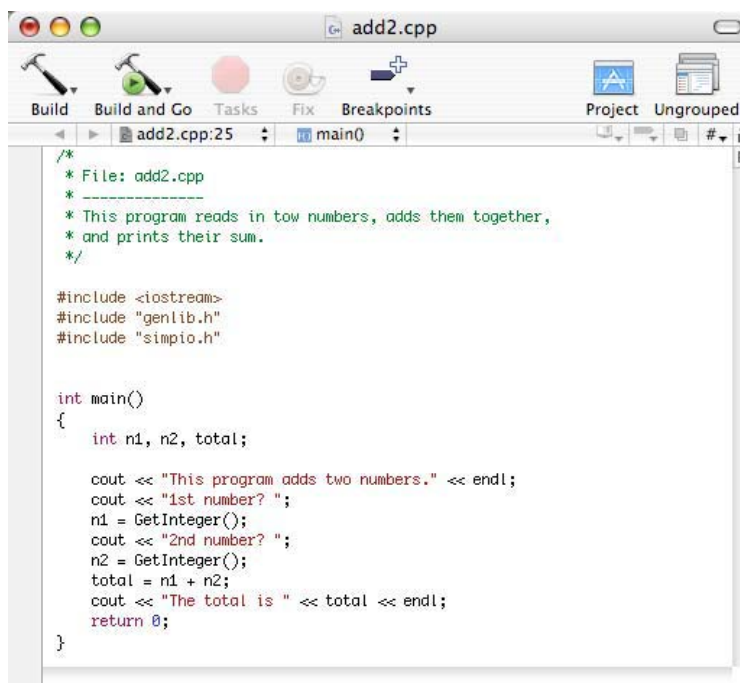 add2.cpp
Build Build and Go Tasks Fix Breakpoints Project Ungrouped
add2.cpp:25 main() #
/*
 * File: add2.cpp
 * --------------
 * This program reads in tow numbers, adds them together,
 * and prints their sum.
 */
#include <iostream>
#include "genlib.h"
#include "simpio.h"
int main()
{
int n1, n2, total;
cout << "This program adds two numbers." << endl;
cout << "1st number? ";
n1 = GetInteger();
cout << "2nd number? ";
n2 = GetInteger();
total = n1 + n2;
cout << "The total is " << total << endl;
return 0;
}